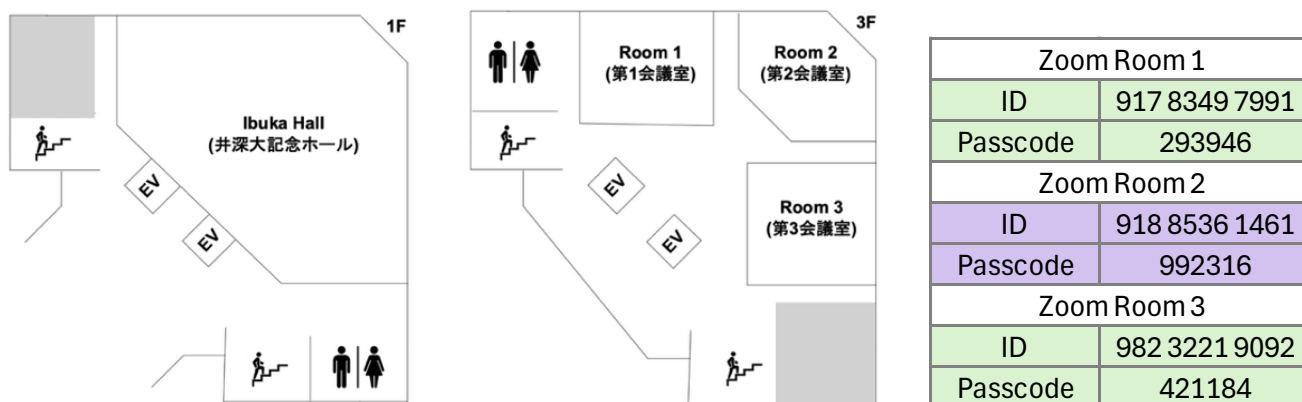 1F
Ibuka Hall
(井深大記念ホール)
EV
EV
3F
Room 1
(第1会議室)
Room 2
(第2会議室)
EV
EV
Room 3
(第3会議室)
Zoom Room 1
ID 917 8349 7991
Passcode 293946
Zoom Room 2
ID 918 8536 1461
Passcode 992316
Zoom Room 3
ID 982 3221 9092
Passcode 421184